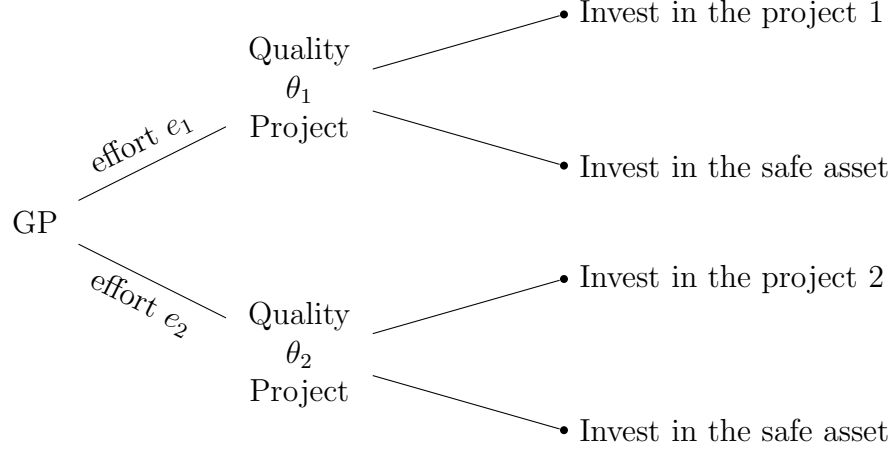 Invest in the project 1
Quality
θ₁
Project
effort e₁
Invest in the safe asset
GP
Invest in the project 2
effort e₂
Quality
θ₂
Project
Invest in the safe asset